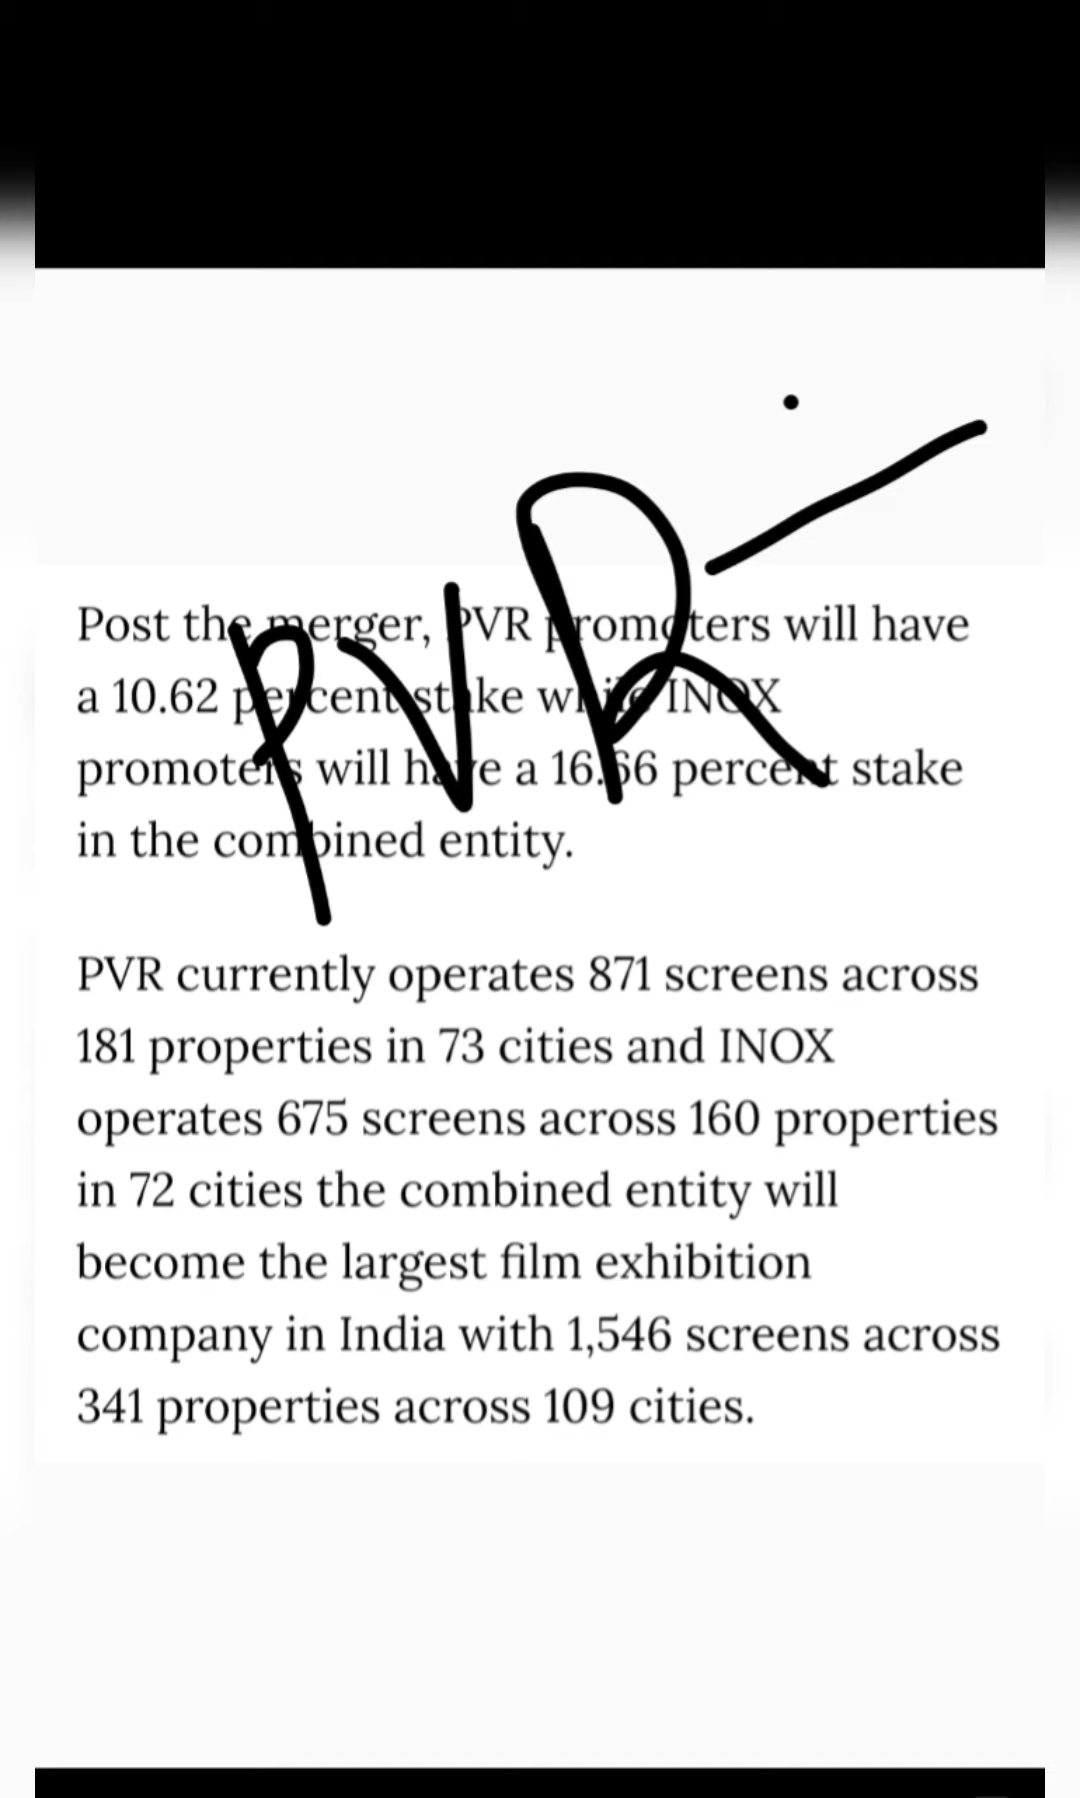 PVR
Post the merger, PVR promoters will have
a 10.62 percent stake while INOX
promoters will have a 16.66 percent stake
in the combined entity.
PVR currently operates 871 screens across
181 properties in 73 cities and INOX
operates 675 screens across 160 properties
in 72 cities the combined entity will
become the largest film exhibition
company in India with 1,546 screens across
341 properties across 109 cities.